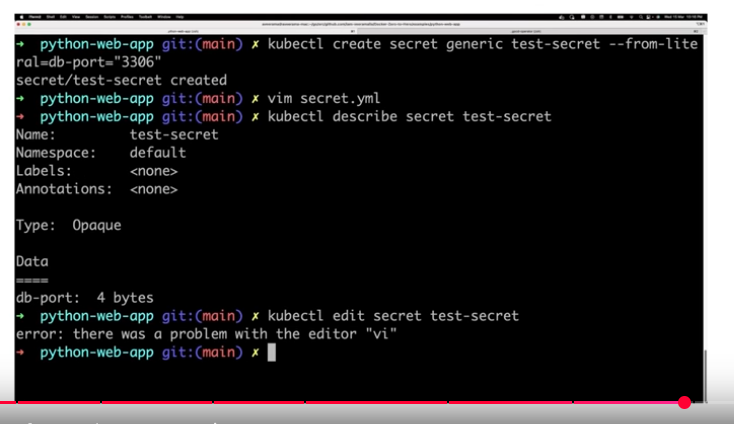 ➜ python-web-app git:(main) ✗ kubectl create secret generic test-secret --from-lite
ral=db-port="3306"
secret/test-secret created
➜ python-web-app git:(main) ✗ vim secret.yml
➜ python-web-app git:(main) ✗ kubectl describe secret test-secret
Name: test-secret
Namespace: default
Labels: <none>
Annotations: <none>
Type: Opaque
Data
====
db-port: 4 bytes
➜ python-web-app git:(main) ✗ kubectl edit secret test-secret
error: there was a problem with the editor "vi"
➜ python-web-app git:(main) ✗